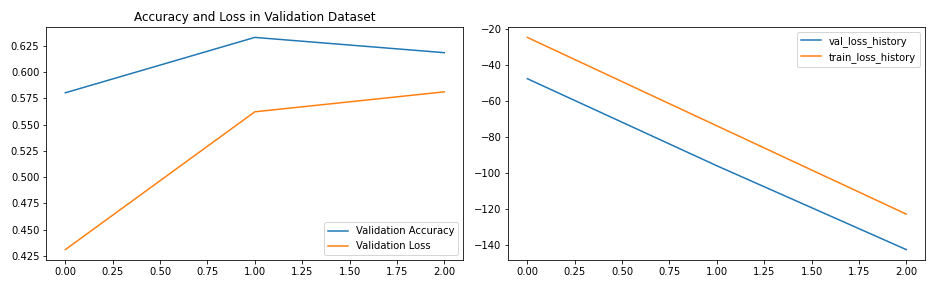 Accuracy and Loss in Validation Dataset
0.625
0.600
0.575
0.550
0.525
0.500
0.475
0.450
0.425
0.00 0.25 0.50 0.75 1.00 1.25 1.50 1.75 2.00
Validation Accuracy
Validation Loss
−20
−40
−60
−80
−100
−120
−140
0.00 0.25 0.50 0.75 1.00 1.25 1.50 1.75 2.00
val_loss_history
train_loss_history